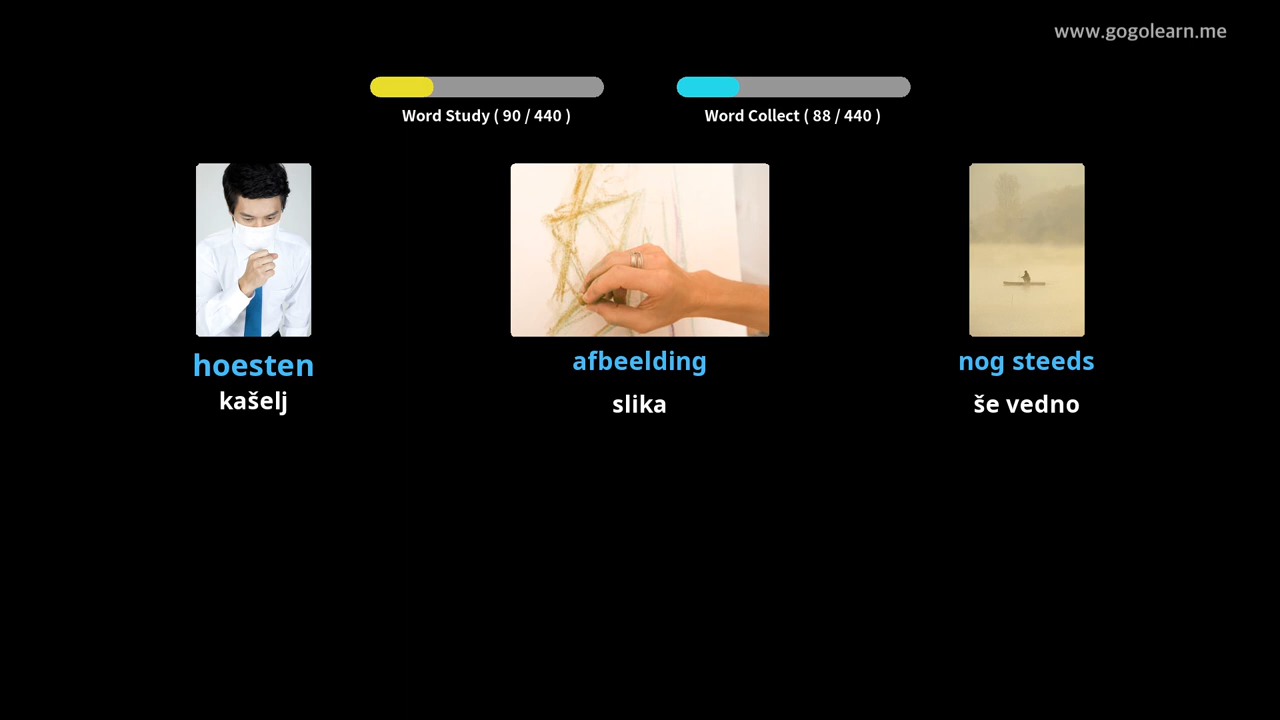 www.gogolearn.me
Word Study ( 90 / 440 )
Word Collect ( 88 / 440 )
hoesten
kašelj
afbeelding
slika
nog steeds
še vedno